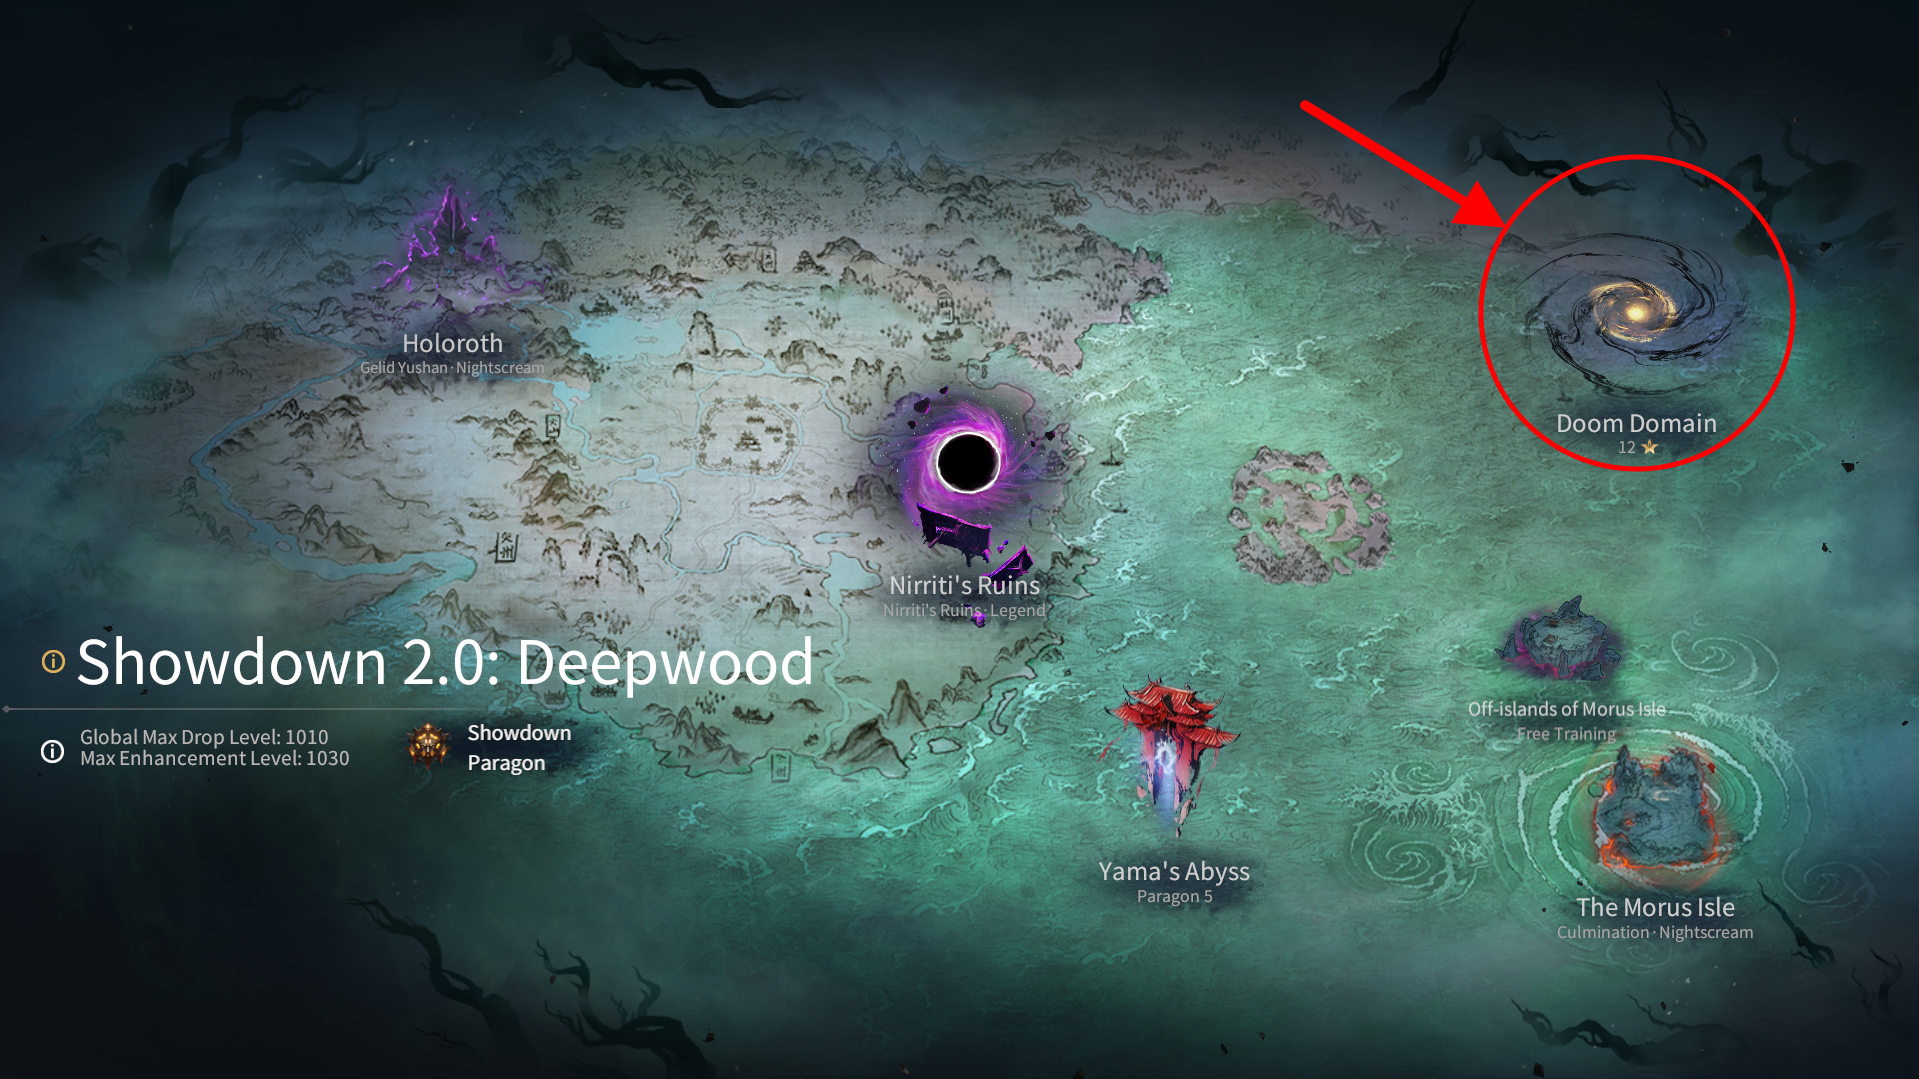 Holoroth
Gelid Yushan · Nightscream
Doom Domain
12
Nirriti's Ruins
Nirriti's Ruins · Legend
Showdown 2.0: Deepwood
Global Max Drop Level: 1010
Max Enhancement Level: 1030
Showdown
Paragon
Off-islands of Morus Isle
Free Training
Yama's Abyss
Paragon 5
The Morus Isle
Culmination · Nightscream